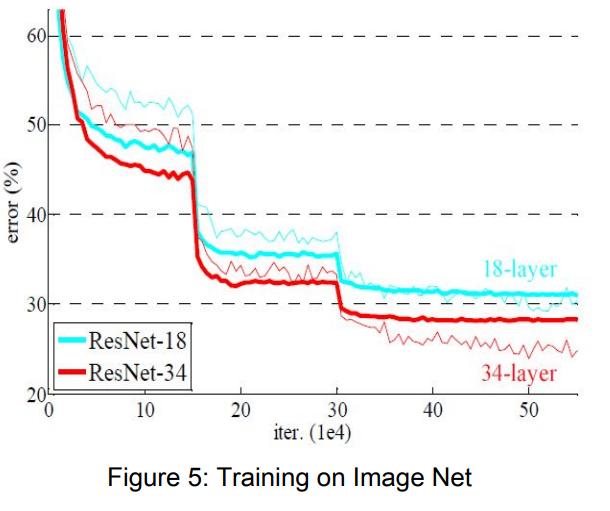 60
50
40
30
20
error (%)
18-layer
34-layer
ResNet-18
ResNet-34
0 10 20 30 40 50
iter. (1e4)
Figure 5: Training on Image Net